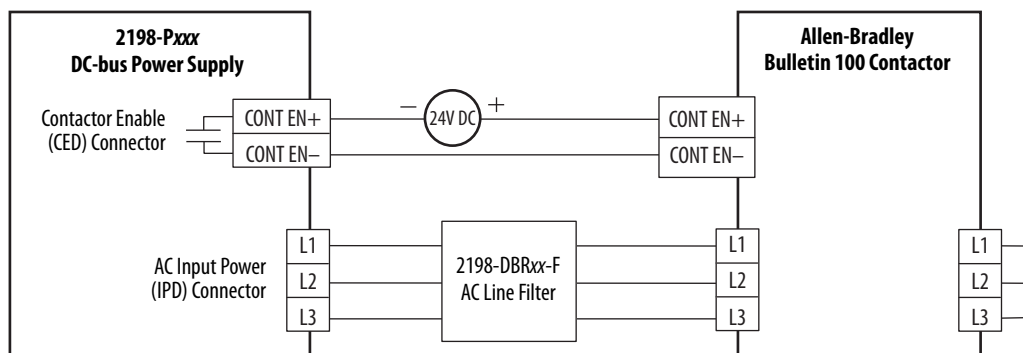 2198-Pxxx
DC-bus Power Supply
Allen-Bradley
Bulletin 100 Contactor
Contactor Enable
(CED) Connector
CONT EN+
CONT EN–
– 24V DC +
CONT EN+
CONT EN–
AC Input Power
(IPD) Connector
L1
L2
L3
2198-DBRxx-F
AC Line Filter
L1
L2
L3
L1
L2
L3